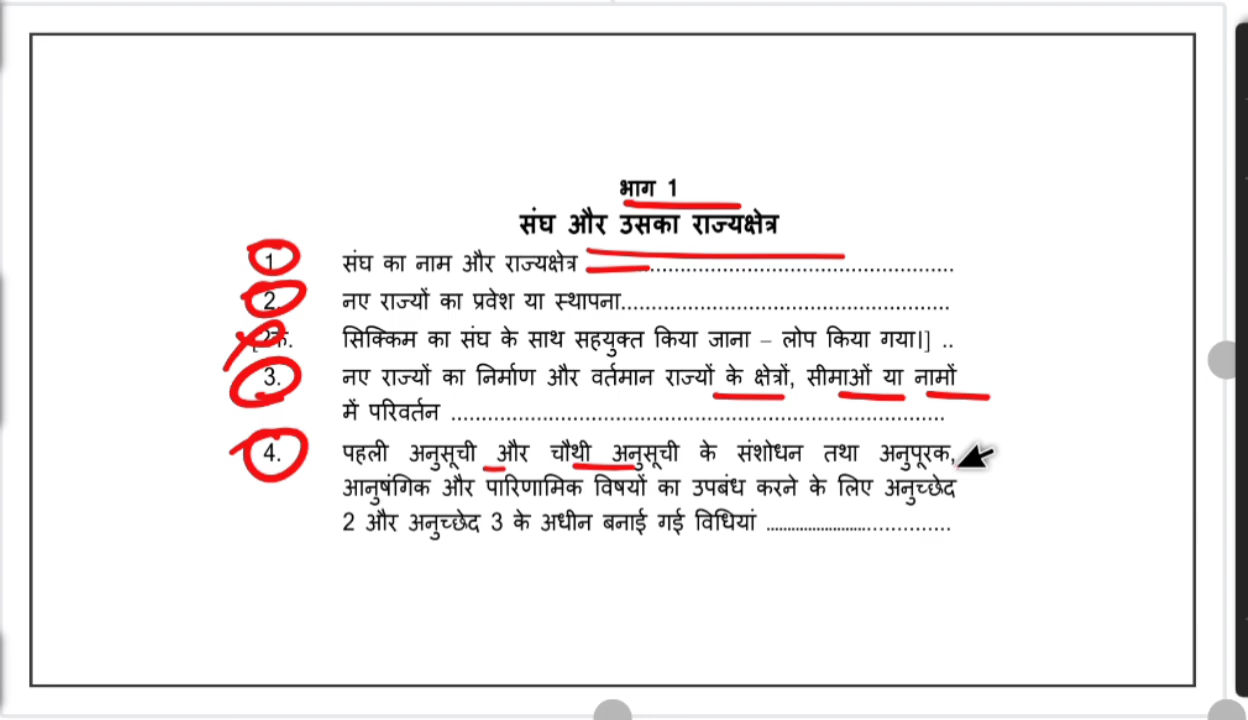 भाग 1
संघ और उसका राज्यक्षेत्र
1 संघ का नाम और राज्यक्षेत्र ..................................................
2. नए राज्यों का प्रवेश या स्थापना......................................................
[2क. सिक्किम का संघ के साथ सहयुक्त किया जाना – लोप किया गया।] ..
3. नए राज्यों का निर्माण और वर्तमान राज्यों के क्षेत्रों, सीमाओं या नामों
में परिवर्तन ................................................................................
4. पहली अनुसूची और चौथी अनुसूची के संशोधन तथा अनुपूरक,
आनुषंगिक और पारिणामिक विषयों का उपबंध करने के लिए अनुच्छेद
2 और अनुच्छेद 3 के अधीन बनाई गई विधियां .......................................